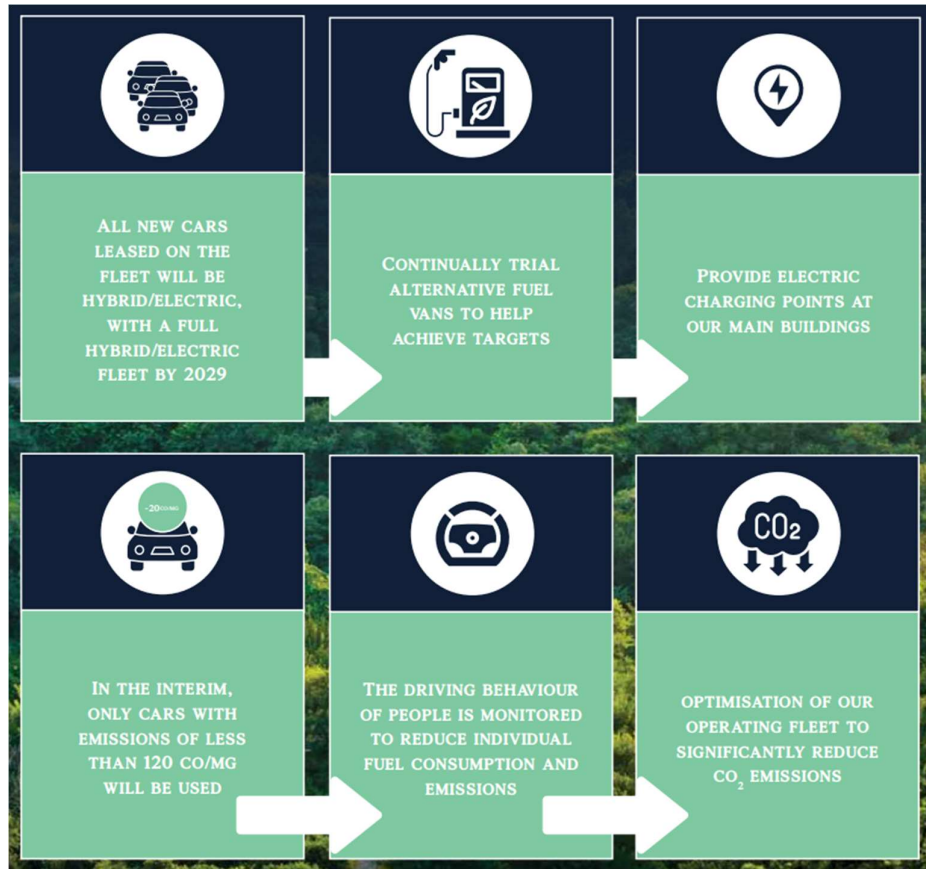 ALL NEW CARS
LEASED ON THE
FLEET WILL BE
HYBRID/ELECTRIC,
WITH A FULL
HYBRID/ELECTRIC
FLEET BY 2029
CONTINUALLY TRIAL
ALTERNATIVE FUEL
VANS TO HELP
ACHIEVE TARGETS
PROVIDE ELECTRIC
CHARGING POINTS AT
OUR MAIN BUILDINGS
-20CO/MG
IN THE INTERIM,
ONLY CARS WITH
EMISSIONS OF LESS
THAN 120 CO/MG
WILL BE USED
THE DRIVING BEHAVIOUR
OF PEOPLE IS MONITORED
TO REDUCE INDIVIDUAL
FUEL CONSUMPTION AND
EMISSIONS
CO₂
OPTIMISATION OF OUR
OPERATING FLEET TO
SIGNIFICANTLY REDUCE
CO₂ EMISSIONS